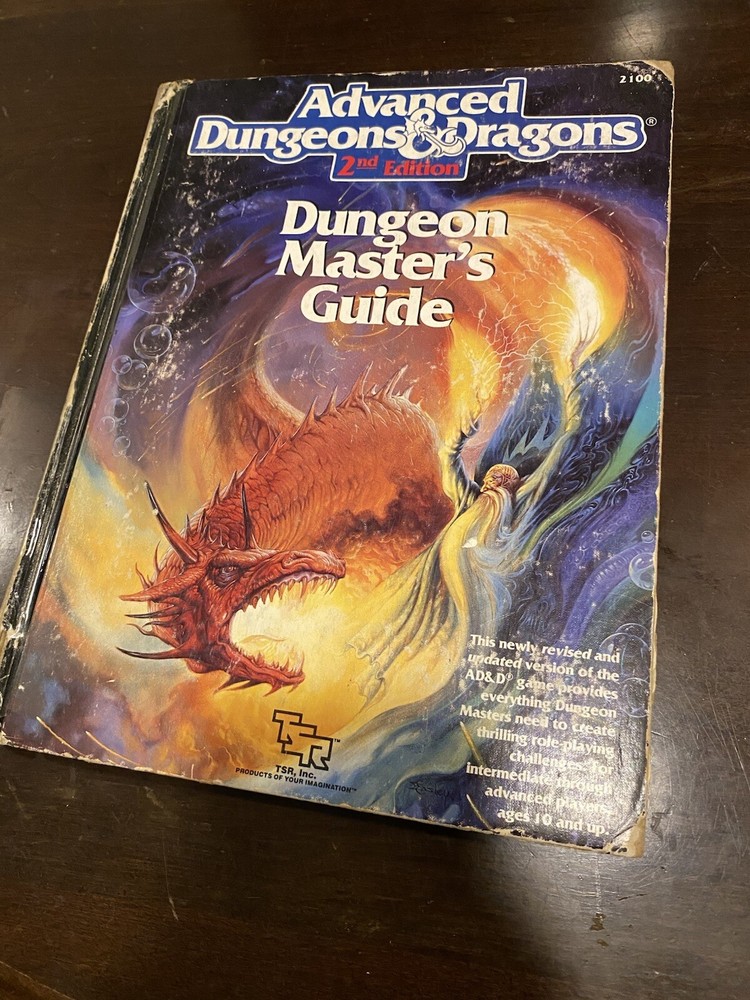 2100
Advanced
Dungeons & Dragons®
2nd Edition
Dungeon
Master's
Guide
This newly revised and
updated version of the
AD&D® game provides
everything Dungeon
Masters need to create
thrilling role-playing
challenges for
intermediate through
advanced players,
ages 10 and up.
TSR™
TSR, Inc.
PRODUCTS OF YOUR IMAGINATION™